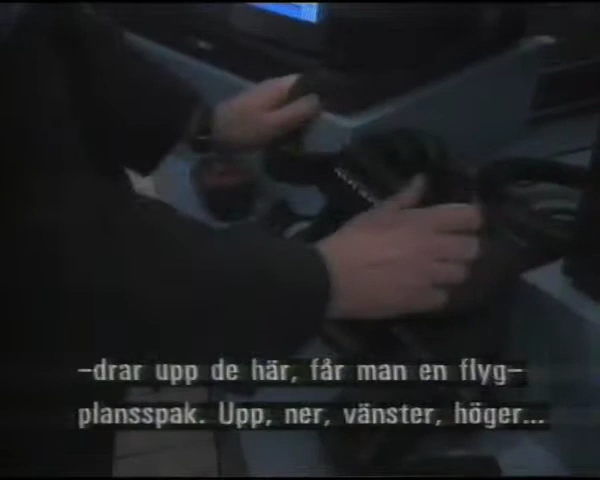 –drar upp de här, får man en flyg–
plansspak. Upp, ner, vänster, höger...